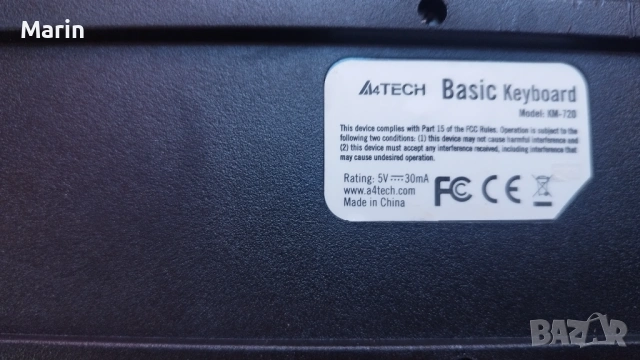 Marin
A4TECH Basic Keyboard
Model: KM-720
This device complies with Part 15 of the FCC Rules. Operation is subject to the
following two conditions: (1) this device may not cause harmful interference and
(2) this device must accept any interference received, including interference that
may cause undesired operation.
Rating: 5V⎓30mA
www.a4tech.com
Made in China
FC CE
BAZAR